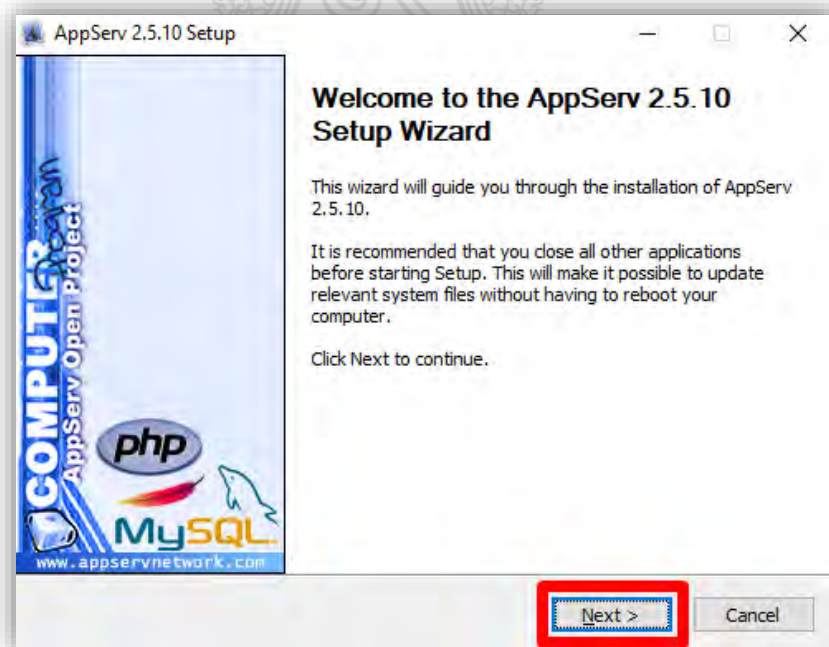 AppServ 2.5.10 Setup
Welcome to the AppServ 2.5.10
Setup Wizard
This wizard will guide you through the installation of AppServ
2.5.10.
It is recommended that you close all other applications
before starting Setup. This will make it possible to update
relevant system files without having to reboot your
computer.
Click Next to continue.
COMPUTER
Program
AppServ Open Project
php
MySQL
www.appservnetwork.com
Next >
Cancel